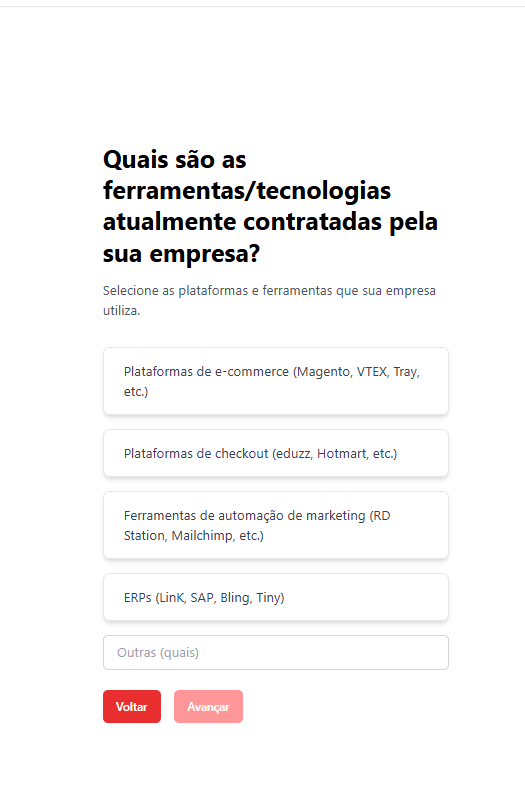 Quais são as
ferramentas/tecnologias
atualmente contratadas pela
sua empresa?
Selecione as plataformas e ferramentas que sua empresa
utiliza.
Plataformas de e-commerce (Magento, VTEX, Tray,
etc.)
Plataformas de checkout (eduzz, Hotmart, etc.)
Ferramentas de automação de marketing (RD
Station, Mailchimp, etc.)
ERPs (LinK, SAP, Bling, Tiny)
Outras (quais)
Voltar
Avançar